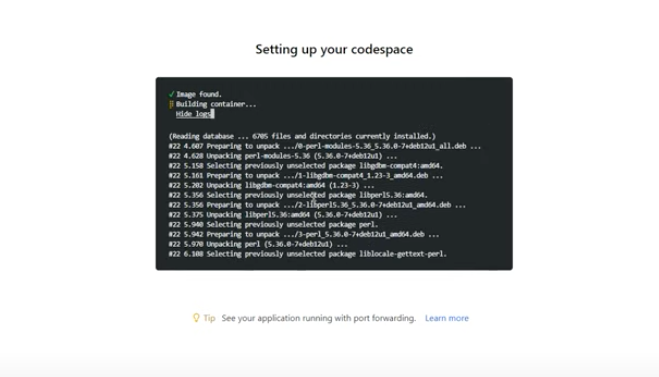 Setting up your codespace
✓ Image found.
Building container...
Hide logs
(Reading database ... 6705 files and directories currently installed.)
#22 4.607 Preparing to unpack .../0-perl-modules-5.36_5.36.0-7+deb12u1_all.deb ...
#22 4.628 Unpacking perl-modules-5.36 (5.36.0-7+deb12u1) ...
#22 5.158 Selecting previously unselected package libgdbm-compat4:amd64.
#22 5.161 Preparing to unpack .../1-libgdbm-compat4_1.23-3_amd64.deb ...
#22 5.202 Unpacking libgdbm-compat4:amd64 (1.23-3) ...
#22 5.356 Selecting previously unselected package libperl5.36:amd64.
#22 5.356 Preparing to unpack .../2-libperl5.36_5.36.0-7+deb12u1_amd64.deb ...
#22 5.375 Unpacking libperl5.36:amd64 (5.36.0-7+deb12u1) ...
#22 5.940 Selecting previously unselected package perl.
#22 5.942 Preparing to unpack .../3-perl_5.36.0-7+deb12u1_amd64.deb ...
#22 5.970 Unpacking perl (5.36.0-7+deb12u1) ...
#22 6.108 Selecting previously unselected package liblocale-gettext-perl.
Tip See your application running with port forwarding. Learn more